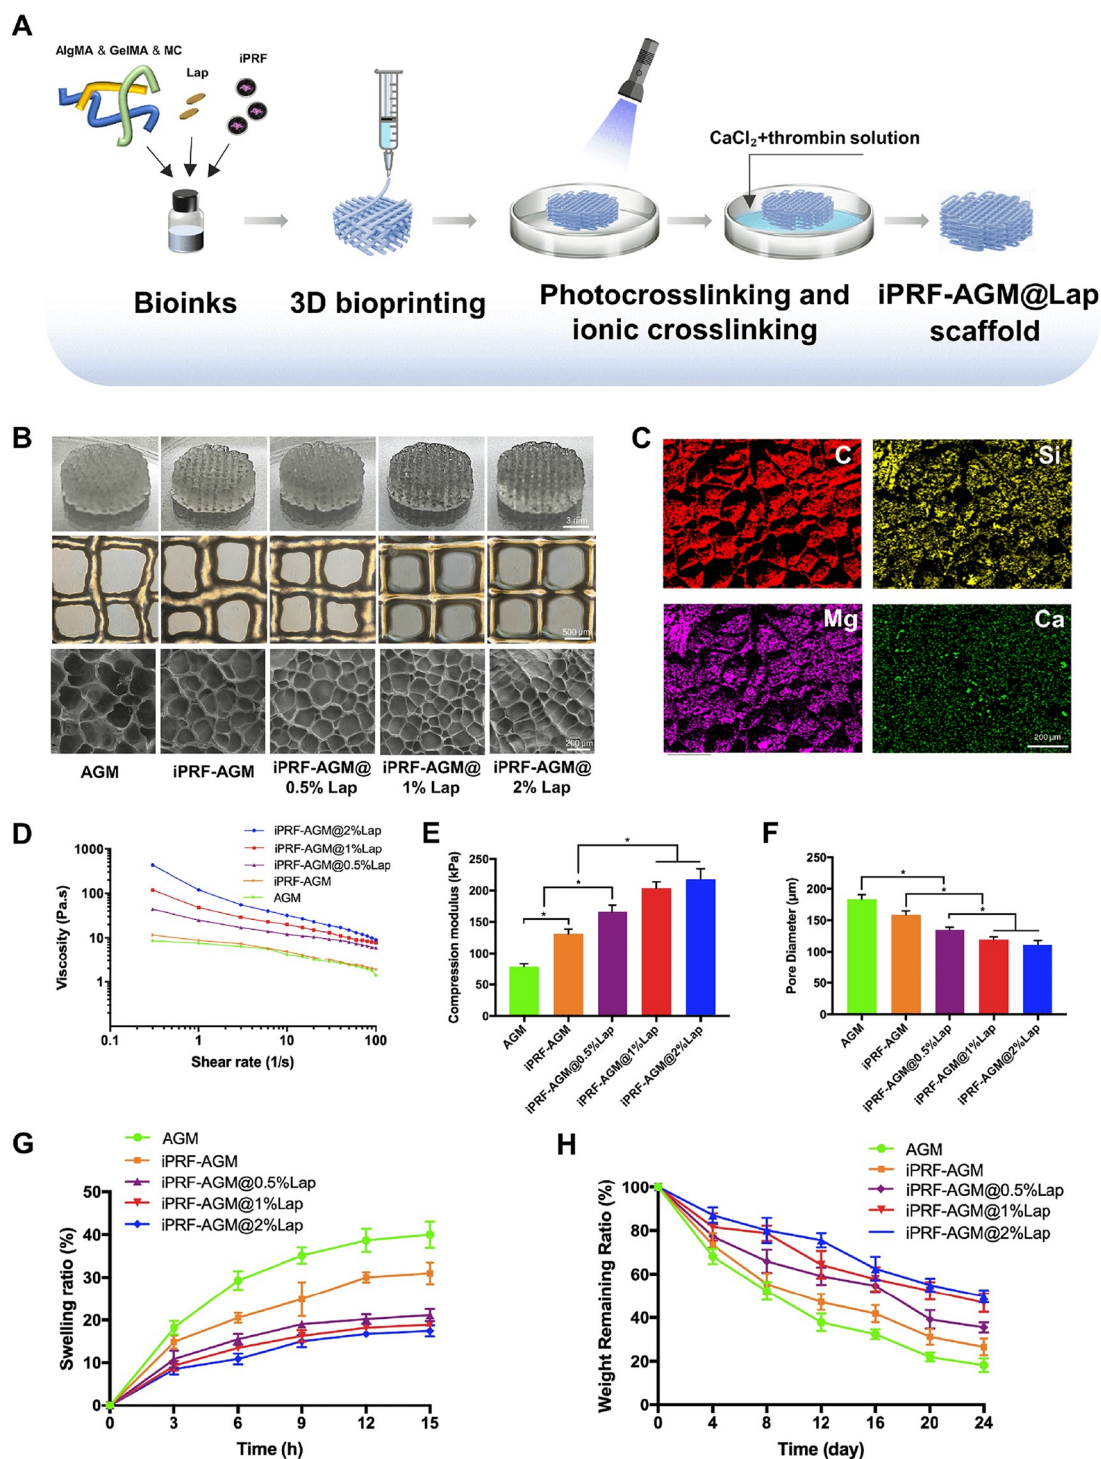 A
AlgMA & GelMA & MC
Lap
iPRF
CaCl₂+thrombin solution
Bioinks
3D bioprinting
Photocrosslinking and
ionic crosslinking
iPRF-AGM@Lap
scaffold
B
3 mm
500 μm
200 μm
AGM
iPRF-AGM
iPRF-AGM@
0.5% Lap
iPRF-AGM@
1% Lap
iPRF-AGM@
2% Lap
C
C
Si
Mg
Ca
200 μm
D
iPRF-AGM@2%Lap
iPRF-AGM@1%Lap
iPRF-AGM@0.5%Lap
iPRF-AGM
AGM
Viscosity (Pa.s)
1000
100
10
1
0.1
1
10
100
Shear rate (1/s)
E
Compression modulus (kPa)
250
200
150
100
50
0
*
*
*
AGM
iPRF-AGM
iPRF-AGM@0.5%Lap
iPRF-AGM@1%Lap
iPRF-AGM@2%Lap
F
Pore Diameter (μm)
250
200
150
100
50
0
*
*
*
AGM
iPRF-AGM
iPRF-AGM@0.5%Lap
iPRF-AGM@1%Lap
iPRF-AGM@2%Lap
G
AGM
iPRF-AGM
iPRF-AGM@0.5%Lap
iPRF-AGM@1%Lap
iPRF-AGM@2%Lap
Swelling ratio (%)
50
40
30
20
10
0
0
3
6
9
12
15
Time (h)
H
AGM
iPRF-AGM
iPRF-AGM@0.5%Lap
iPRF-AGM@1%Lap
iPRF-AGM@2%Lap
Weight Remaining Ratio (%)
100
80
60
40
20
0
0
4
8
12
16
20
24
Time (day)